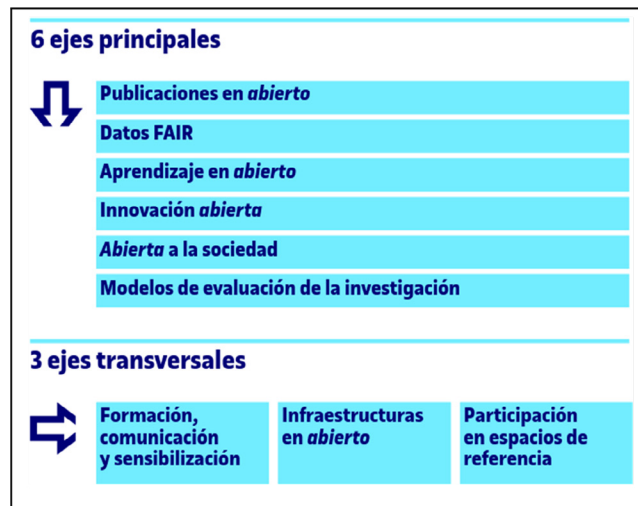 6 ejes principales
Publicaciones en abierto
Datos FAIR
Aprendizaje en abierto
Innovación abierta
Abierta a la sociedad
Modelos de evaluación de la investigación
3 ejes transversales
Formación,
comunicación
y sensibilización
Infraestructuras
en abierto
Participación
en espacios de
referencia